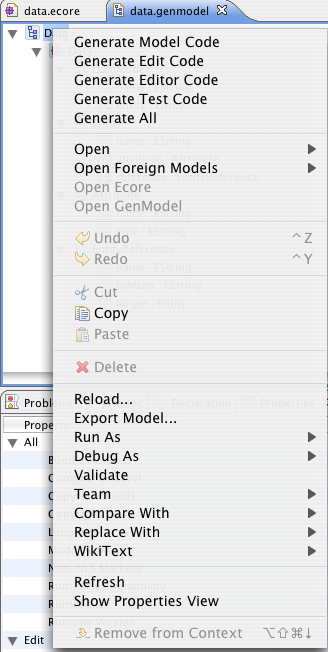 data.ecore
data.genmodel
Data
Generate Model Code
Generate Edit Code
Generate Editor Code
Generate Test Code
Generate All
Open
Open Foreign Models
Open Ecore
Open GenModel
Undo ^Z
Redo ^Y
Cut
Copy
Paste
Delete
Reload...
Export Model...
Run As
Debug As
Validate
Team
Compare With
Replace With
WikiText
Refresh
Show Properties View
Remove from Context ⌥⇧⌘↓
Proble
Property
All
Edit